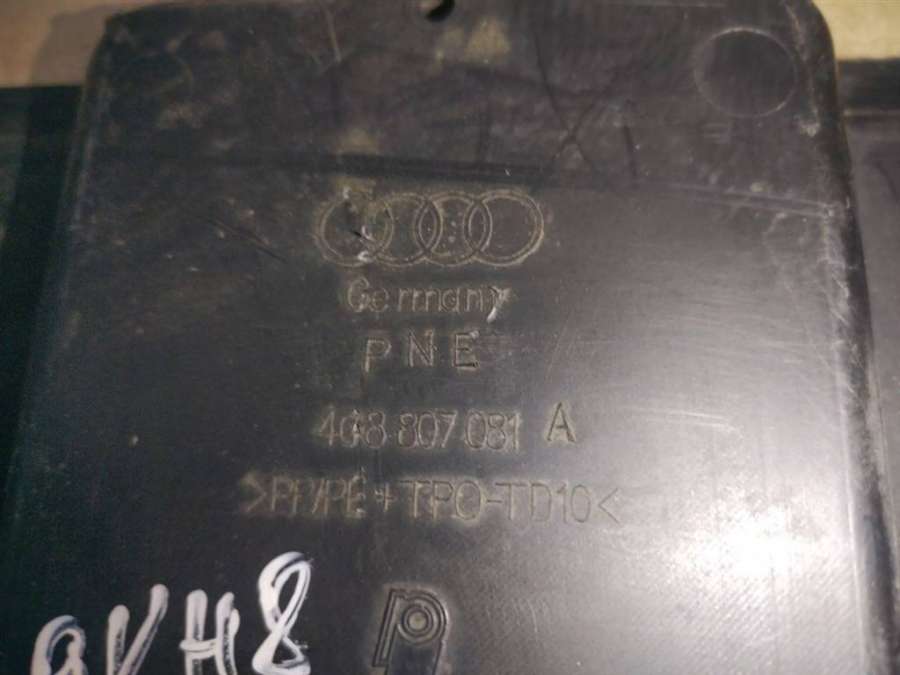 Germany
PNE
4G8 807 081 A
>PP/PE+TPO-TD10<